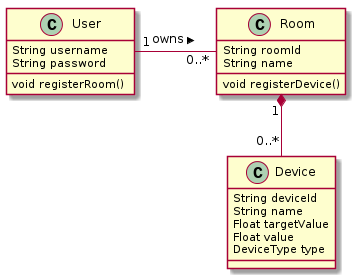 C User
String username
String password
void registerRoom()
1 owns ▶
0..*
C Room
String roomId
String name
void registerDevice()
1
0..*
C Device
String deviceId
String name
Float targetValue
Float value
DeviceType type